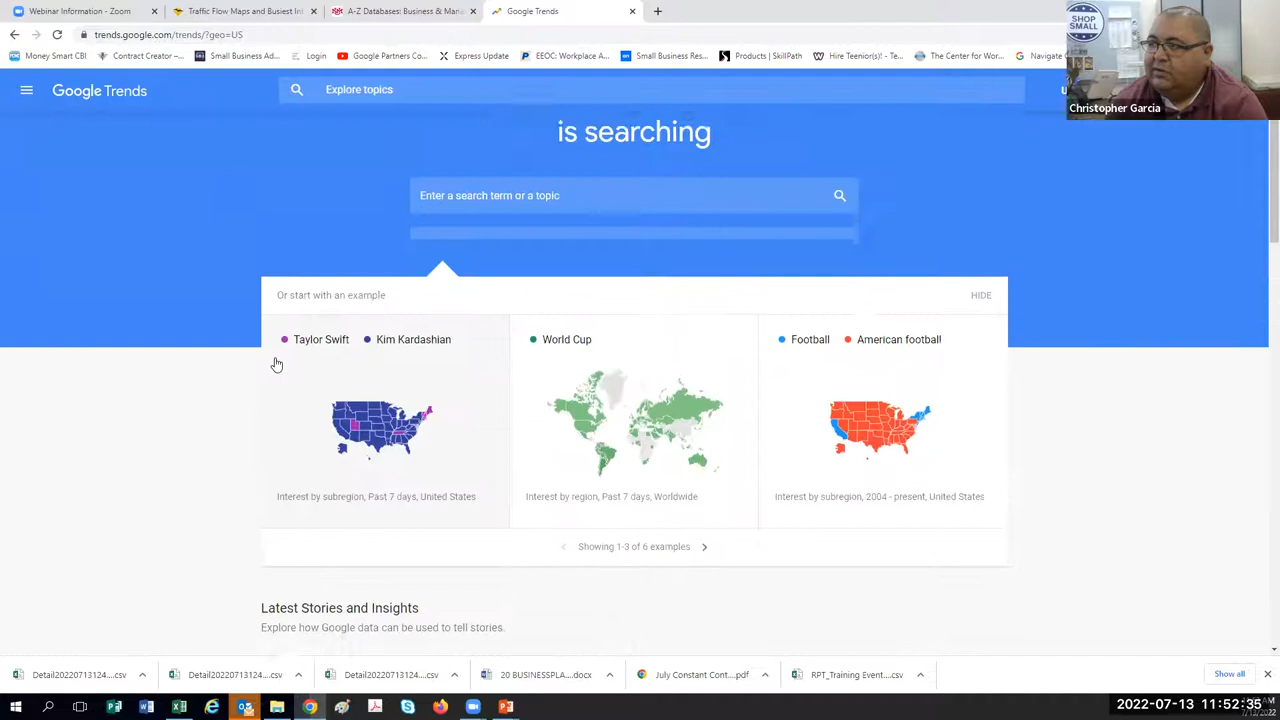 Webinar Information - Zoom
Traffic Flow Maps and Busiest Int
A-Z Databases: Business & Man
Google Trends
trends.google.com/trends/?geo=US
SHOP
SMALL
Money Smart CBI
Contract Creator –...
Small Business Ad...
Login
Google Partners Co...
Express Update
EEOC: Workplace A...
Small Business Res...
Products | SkillPath
Hire Teenior(s)! – Te...
The Center for Wor...
Navigate
Google Trends
Explore topics
Christopher Garcia
is searching
Enter a search term or a topic
Or start with an example
HIDE
Taylor Swift
Kim Kardashian
World Cup
Football
American football
Interest by subregion, Past 7 days, United States
Interest by region, Past 7 days, Worldwide
Interest by subregion, 2004 - present, United States
Showing 1-3 of 6 examples
Latest Stories and Insights
Explore how Google data can be used to tell stories.
Detail20220713124....csv
Detail20220713124....csv
Detail20220713124....csv
20 BUISNESSPLA....docx
July Constant Cont....pdf
RPT_Training Event....csv
Show all
2022-07-13 11:52:35
7/13/2022